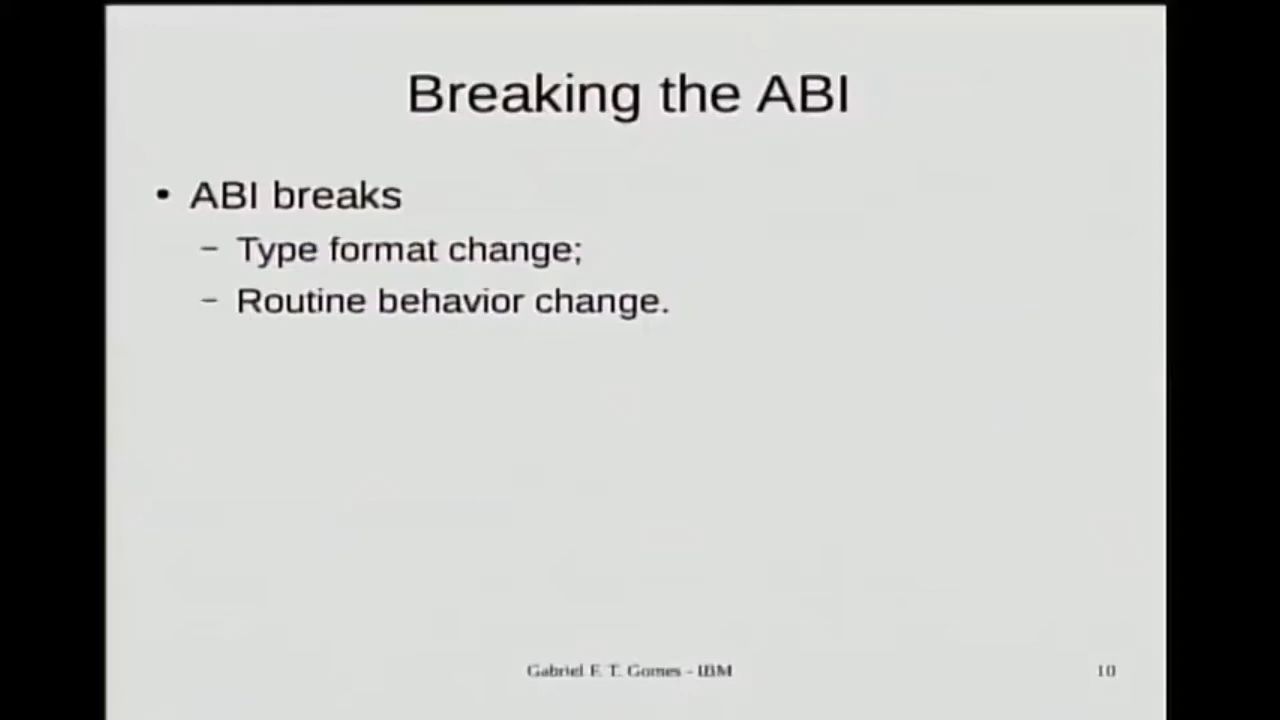 Breaking the ABI
• ABI breaks
– Type format change;
– Routine behavior change.
Gabriel F. T. Gomes - IBM
10